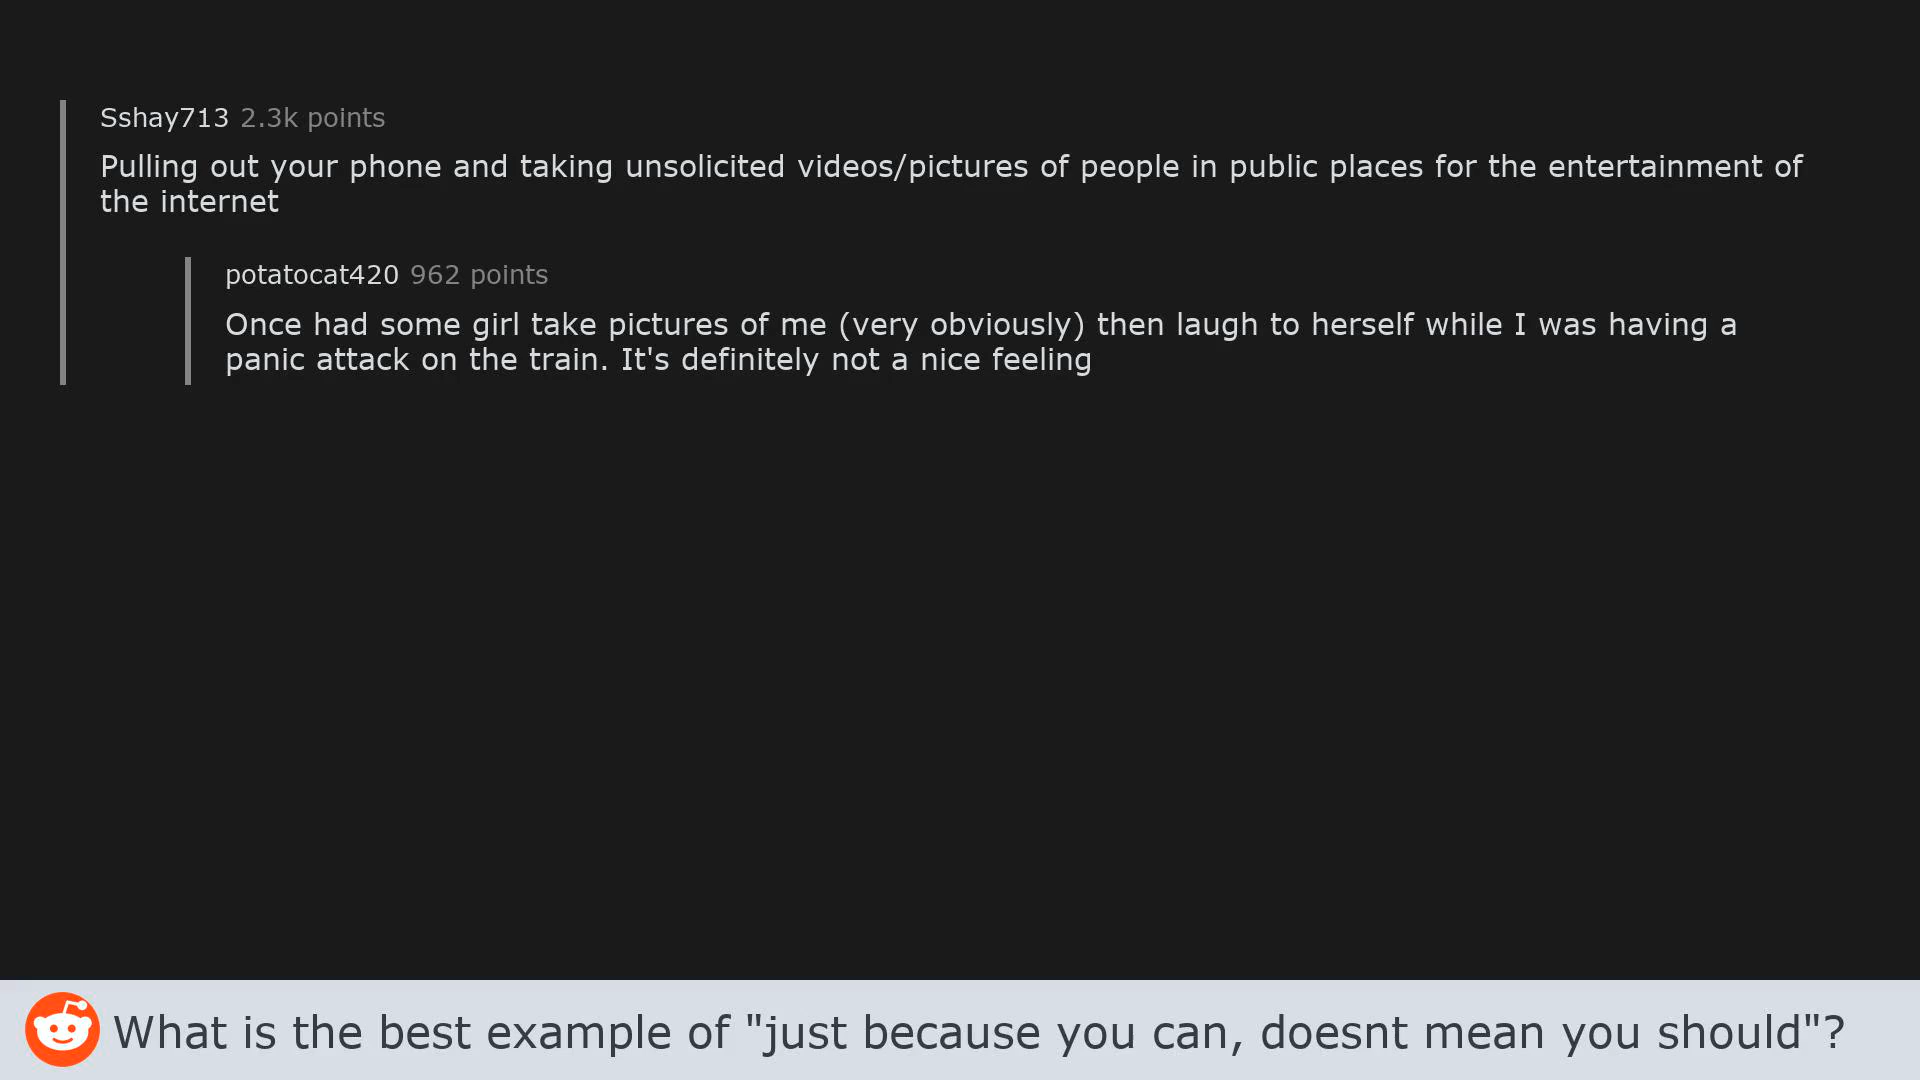 Sshay713 2.3k points
Pulling out your phone and taking unsolicited videos/pictures of people in public places for the entertainment of
the internet
potatocat420 962 points
Once had some girl take pictures of me (very obviously) then laugh to herself while I was having a
panic attack on the train. It's definitely not a nice feeling
What is the best example of "just because you can, doesnt mean you should"?